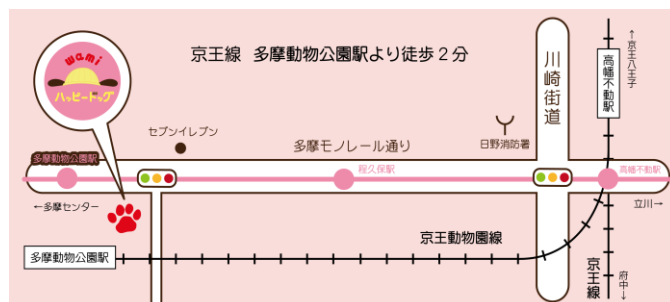 京王線 多摩動物公園駅より徒歩2分
wami
ハッピードッグ
セブンイレブン
多摩モノレール通り
日野消防署
川崎街道
高幡不動駅
↑京王八王子
多摩動物公園駅
程久保駅
高幡不動駅
←多摩センター
立川→
多摩動物公園駅
京王動物園線
京王線
府中→